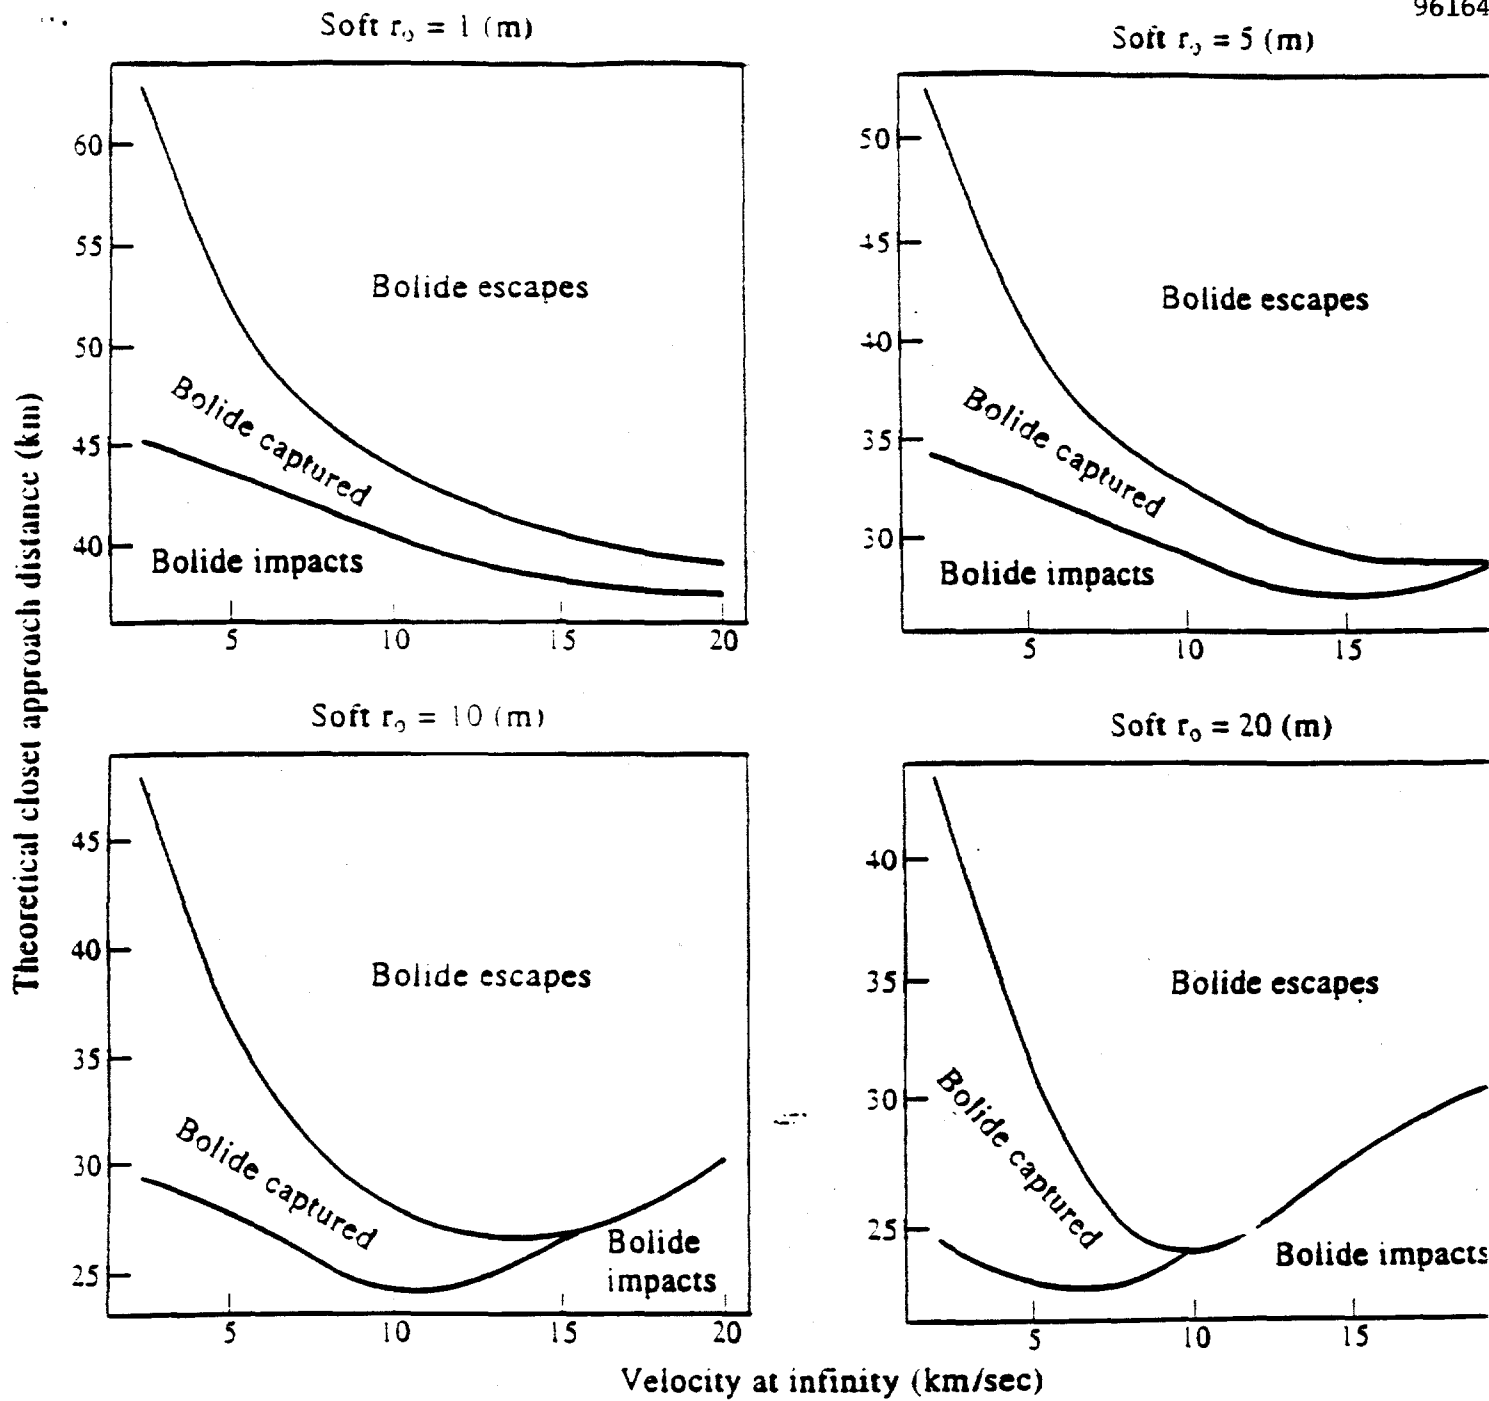 96164
Soft r₀ = 1 (m)
60
55
50
45
40
Bolide escapes
Bolide captured
Bolide impacts
5 10 15 20
Soft r₀ = 5 (m)
50
45
40
35
30
Bolide escapes
Bolide captured
Bolide impacts
5 10 15
Theoretical closet approach distance (km)
Soft r₀ = 10 (m)
45
40
35
30
25
Bolide escapes
Bolide captured
Bolide
impacts
5 10 15 20
Soft r₀ = 20 (m)
40
35
30
25
Bolide escapes
Bolide captured
Bolide impacts
5 10 15
Velocity at infinity (km/sec)